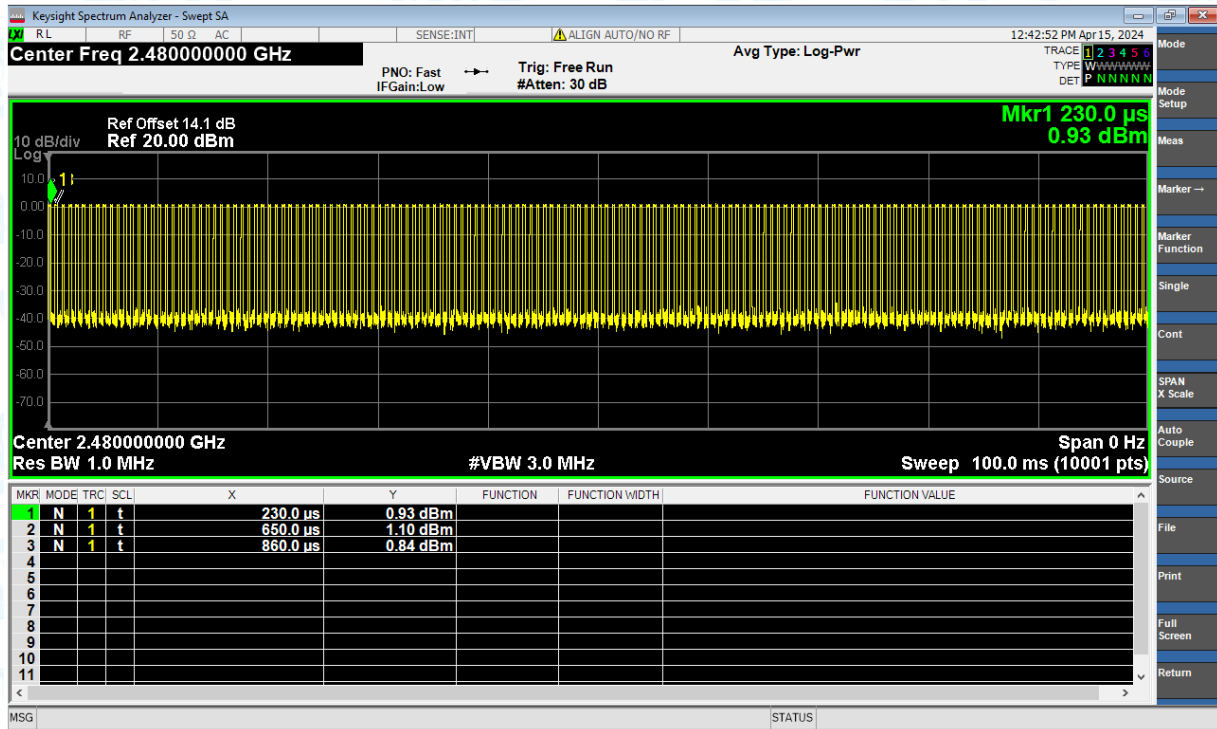 Keysight Spectrum Analyzer - Swept SA
LXI RL RF 50 Ω AC SENSE:INT ALIGN AUTO/NO RF 12:42:52 PM Apr 15, 2024
Center Freq 2.480000000 GHz Avg Type: Log-Pwr TRACE 1 2 3 4 5 6
PNO: Fast Trig: Free Run TYPE WWWWWW
IFGain:Low #Atten: 30 dB DET P N N N N N
Mkr1 230.0 µs
0.93 dBm
Ref Offset 14.1 dB
10 dB/div Ref 20.00 dBm
Log
1
10.0
0.00
-10.0
-20.0
-30.0
-40.0
-50.0
-60.0
-70.0
Center 2.480000000 GHz Span 0 Hz
Res BW 1.0 MHz #VBW 3.0 MHz Sweep 100.0 ms (10001 pts)
MKR MODE TRC SCL X Y FUNCTION FUNCTION WIDTH FUNCTION VALUE
1 N 1 t 230.0 µs 0.93 dBm
2 N 1 t 650.0 µs 1.10 dBm
3 N 1 t 860.0 µs 0.84 dBm
4
5
6
7
8
9
10
11
MSG STATUS
Mode
Mode
Setup
Meas
Marker →
Marker
Function
Single
Cont
SPAN
X Scale
Auto
Couple
Source
File
Print
Full
Screen
Return